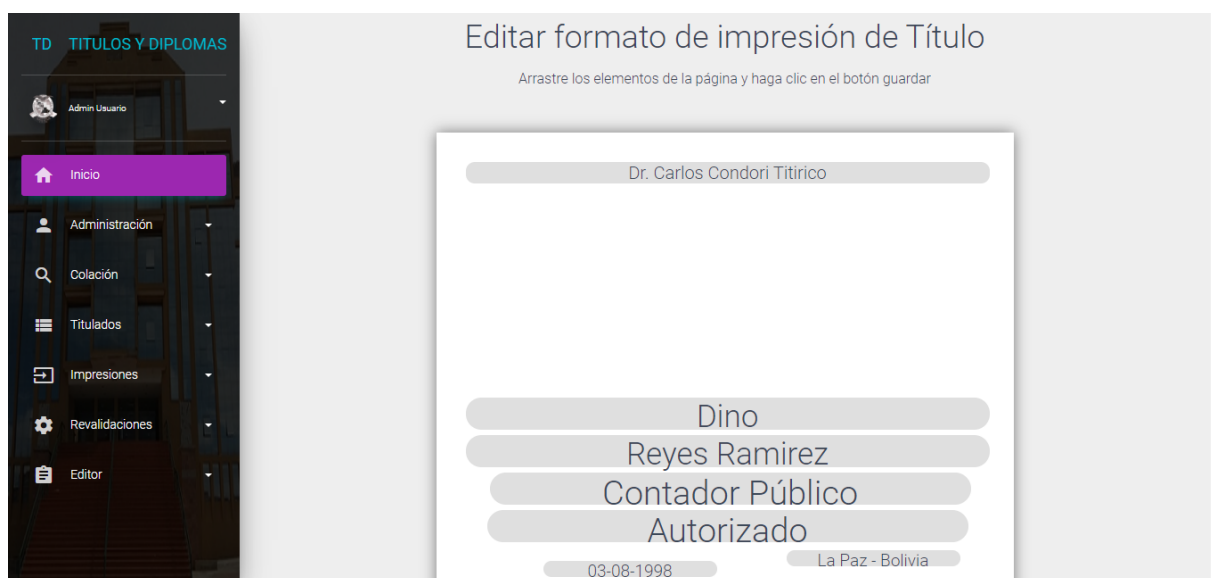 TD TITULOS Y DIPLOMAS
Admin Usuario
Inicio
Administración
Colación
Titulados
Impresiones
Revalidaciones
Editor
Editar formato de impresión de Título
Arrastre los elementos de la página y haga clic en el botón guardar
Dr. Carlos Condori Titirico
Dino
Reyes Ramirez
Contador Público
Autorizado
La Paz - Bolivia
03-08-1998